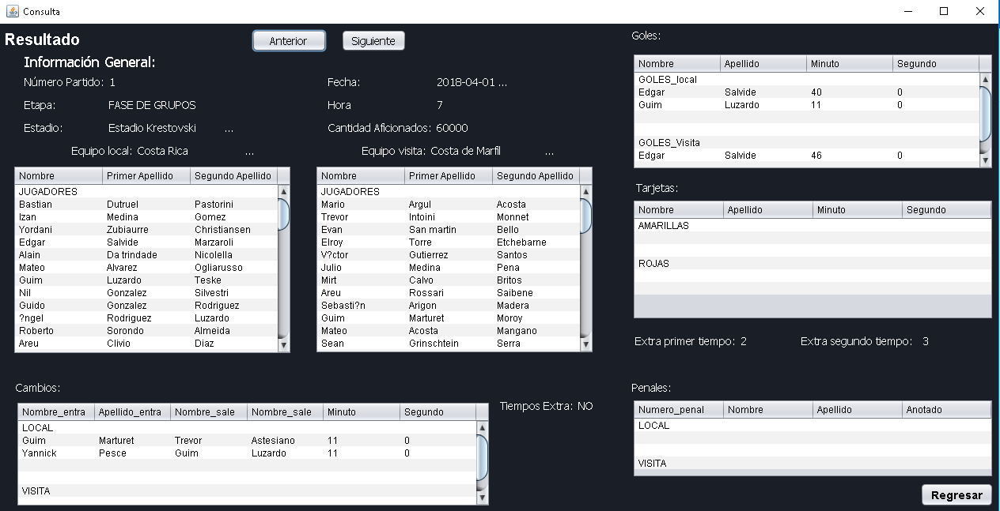 Consulta
Resultado
Anterior
Siguiente
Información General:
Número Partido: 1
Fecha: 2018-04-01 ...
Etapa: FASE DE GRUPOS
Hora 7
Estadio: Estadio Krestovski ...
Cantidad Aficionados: 60000
Equipo local: Costa Rica ...
Equipo visita: Costa de Marfil ...
Nombre Primer Apellido Segundo Apellido
JUGADORES
Bastian Dutruel Pastorini
Izan Medina Gomez
Yordani Zubiaurre Christiansen
Edgar Salvide Marzaroli
Alain Da trindade Nicolella
Mateo Alvarez Ogliarusso
Guim Luzardo Teske
Nil Gonzalez Silvestri
Guido Gonzalez Rodriguez
?ngel Rodriguez Luzardo
Roberto Sorondo Almeida
Areu Clivio Diaz
Nombre Primer Apellido Segundo Apellido
JUGADORES
Mario Argul Acosta
Trevor Intoini Monnet
Evan San martin Bello
Elroy Torre Etchebarne
V?ctor Gutierrez Santos
Julio Medina Pena
Mirt Calvo Britos
Areu Rossari Saibene
Sebasti?n Arigon Madera
Guim Marturet Moroy
Mateo Acosta Mangano
Sean Grinschtein Serra
Goles:
Nombre Apellido Minuto Segundo
GOLES_local
Edgar Salvide 40 0
Guim Luzardo 11 0
GOLES_Visita
Edgar Salvide 46 0
Tarjetas:
Nombre Apellido Minuto Segundo
AMARILLAS
ROJAS
Extra primer tiempo: 2
Extra segundo tiempo: 3
Cambios:
Nombre_entra Apellido_entra Nombre_sale Nombre_sale Minuto Segundo
LOCAL
Guim Marturet Trevor Astesiano 11 0
Yannick Pesce Guim Luzardo 11 0
VISITA
Tiempos Extra: NO
Penales:
Numero_penal Nombre Apellido Anotado
LOCAL
VISITA
Regresar